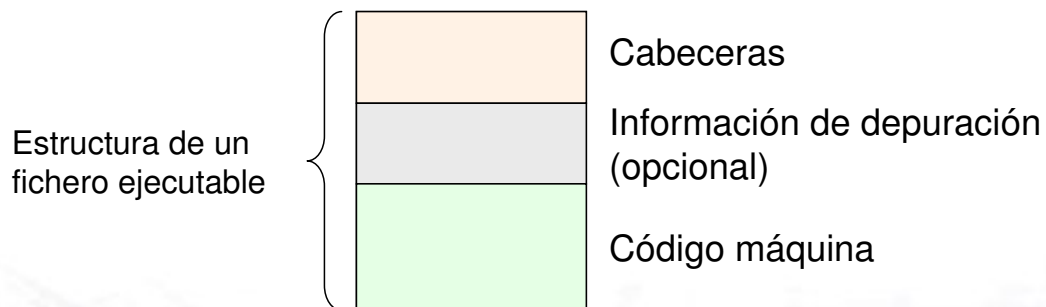 Estructura de un
fichero ejecutable
Cabeceras
Información de depuración
(opcional)
Código máquina